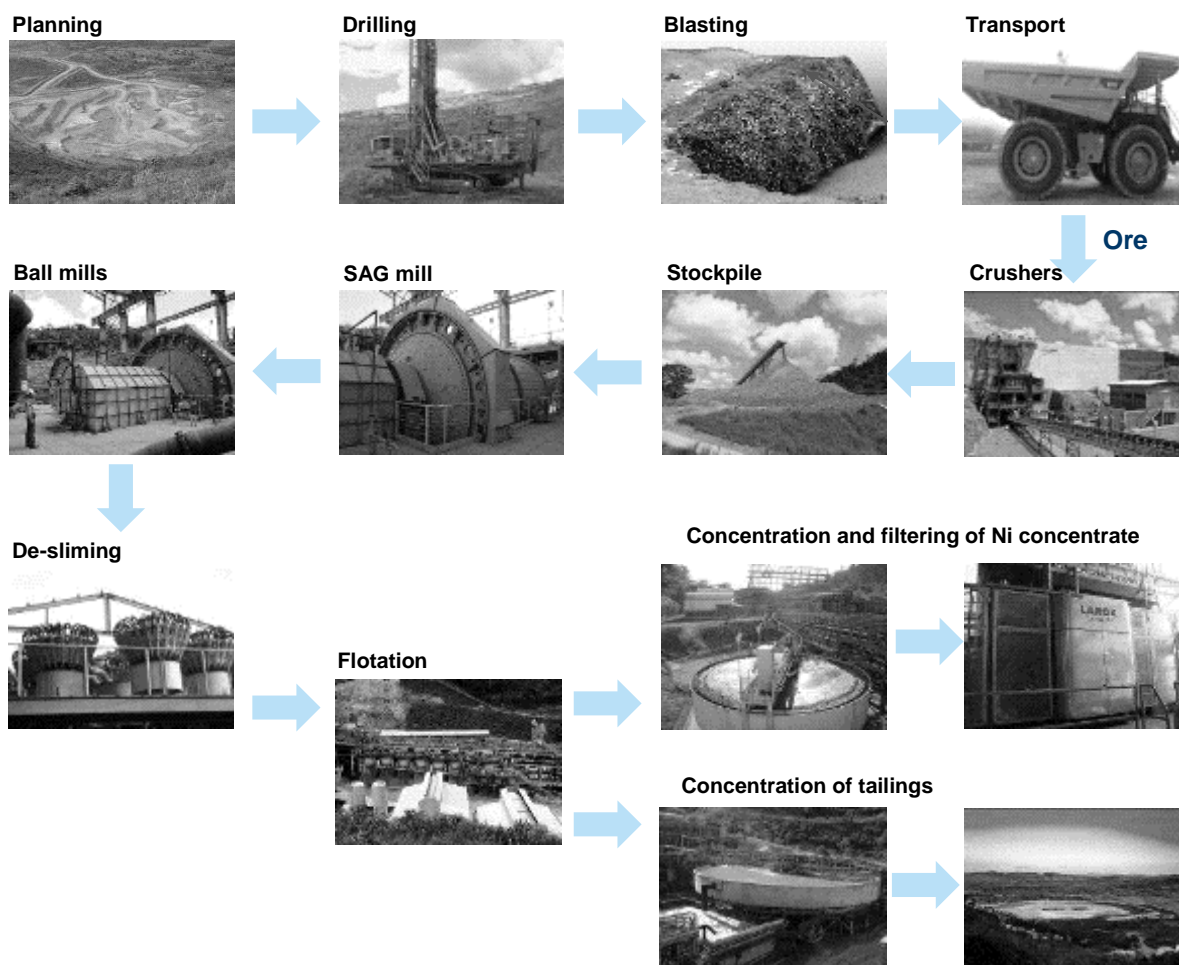 Planning
Drilling
Blasting
Transport
Ore
Ball mills
SAG mill
Stockpile
Crushers
De-sliming
Concentration and filtering of Ni concentrate
LAROX
Flotation
Concentration of tailings